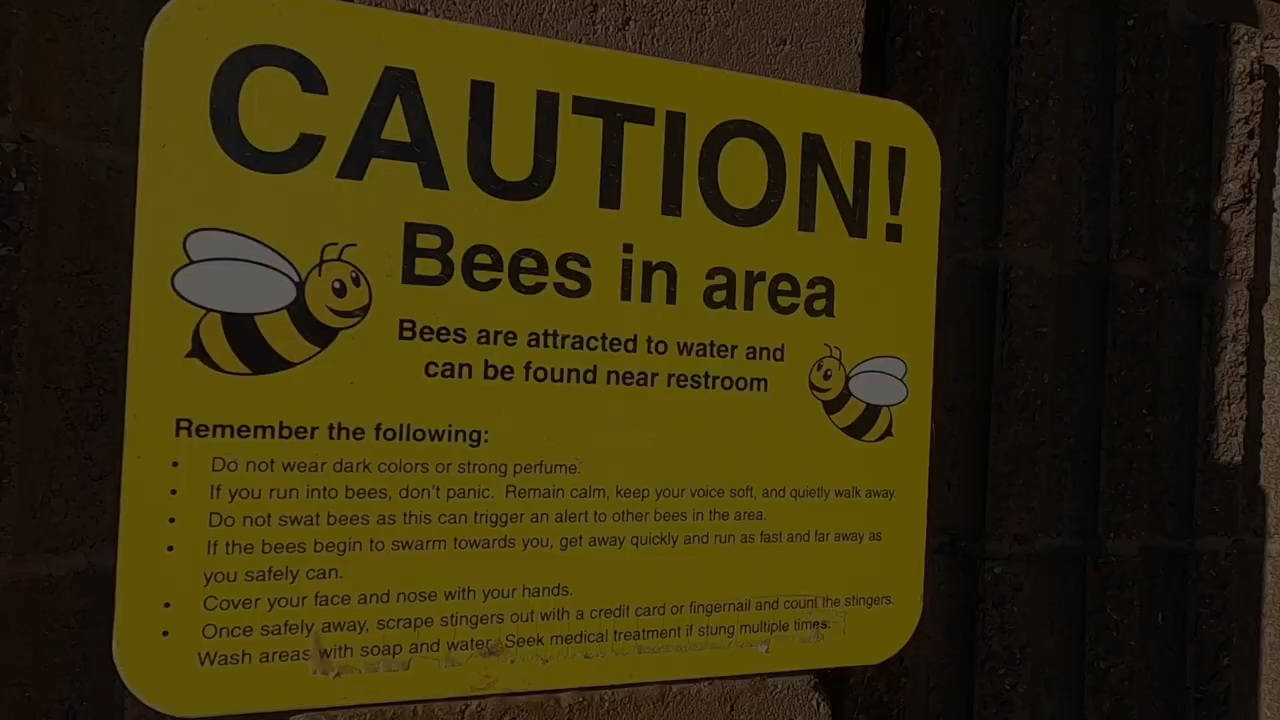 CAUTION!
Bees in area
Bees are attracted to water and
can be found near restroom
Remember the following:
• Do not wear dark colors or strong perfume.
• If you run into bees, don't panic. Remain calm, keep your voice soft, and quietly walk away.
• Do not swat bees as this can trigger an alert to other bees in the area.
• If the bees begin to swarm towards you, get away quickly and run as fast and far away as
you safely can.
• Cover your face and nose with your hands.
• Once safely away, scrape stingers out with a credit card or fingernail and count the stingers.
Wash areas with soap and water. Seek medical treatment if stung multiple times.